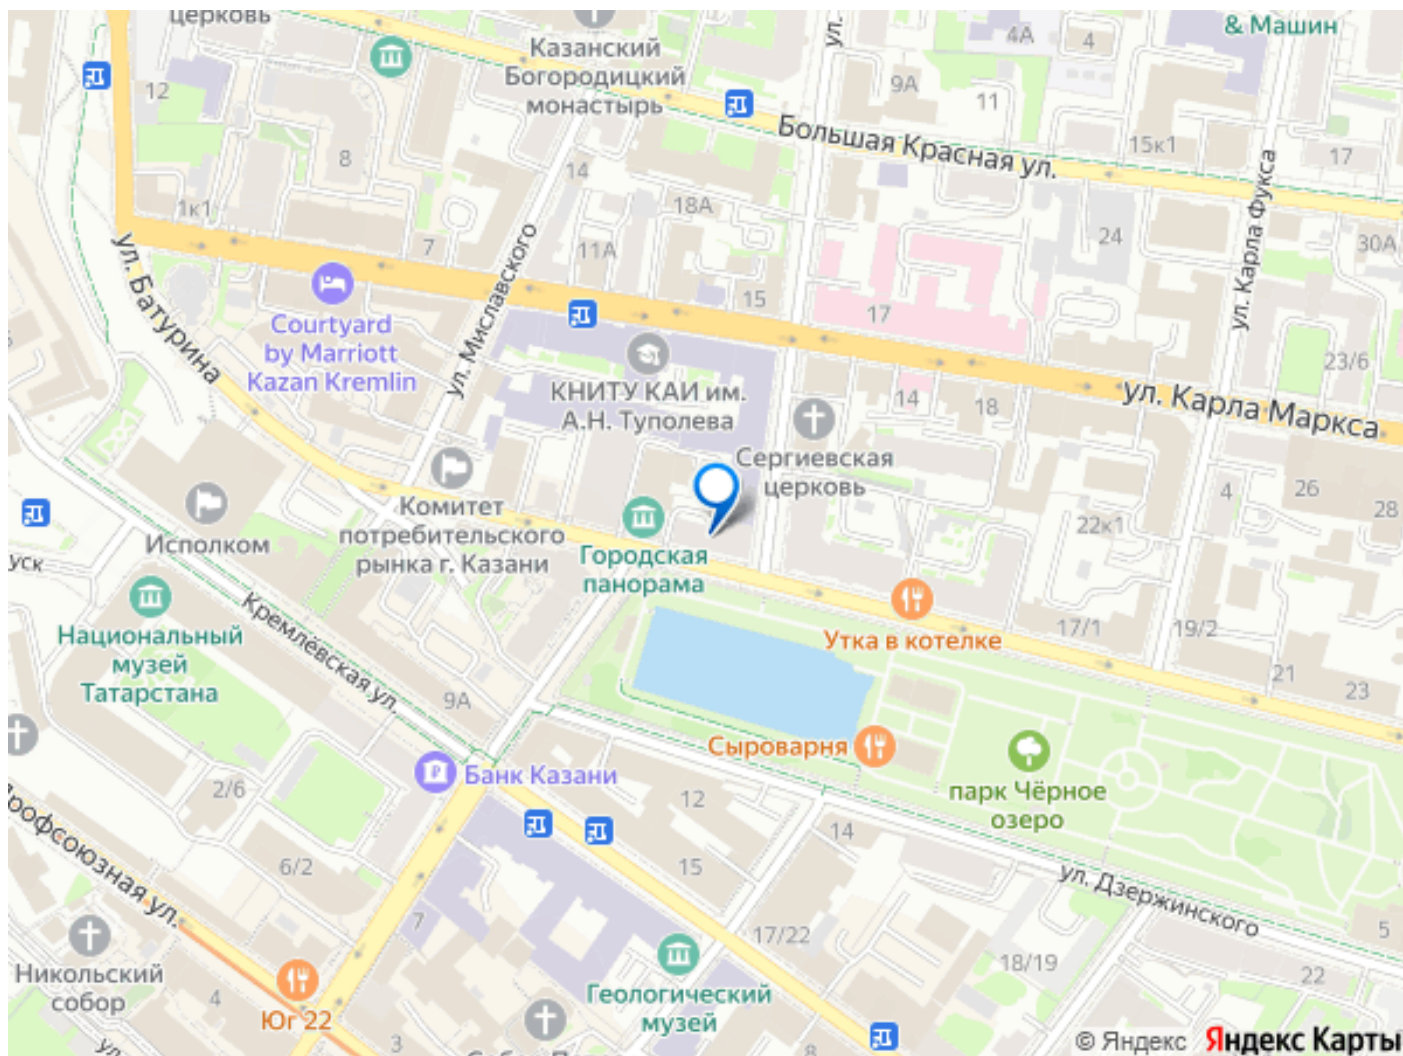 церковь
& Машин
ул.
4А
4
Казанский
Богородицкий
монастырь
9А
11
12
Большая Красная ул.
15к1
17
8
14
ул. Карла Фукса
1к1
18А
7
11А
24
30А
ул. Батурина
ул. Миславского
15
17
Courtyard
by Marriott
Kazan Kremlin
23/6
КНИТУ КАИ им.
А.Н. Туполева
14
18
ул. Карла Маркса
Сергиевская
церковь
4
26
28
22к1
Комитет
потребительского
рынка г. Казани
Исполком
Городская
панорама
уск
Национальный
музей
Татарстана
Кремлёвская ул.
Утка в котелке
17/1
19/2
21
23
9А
Сыроварня
Банк Казани
парк Чёрное
озеро
2/6
12
14
15
6/2
Профсоюзная ул.
ул. Дзержинского
7
17/22
5
18/19
22
Никольский
собор
4
Юг 22
Геологический
музей
3
8
ул.
© Яндекс Яндекс Карты